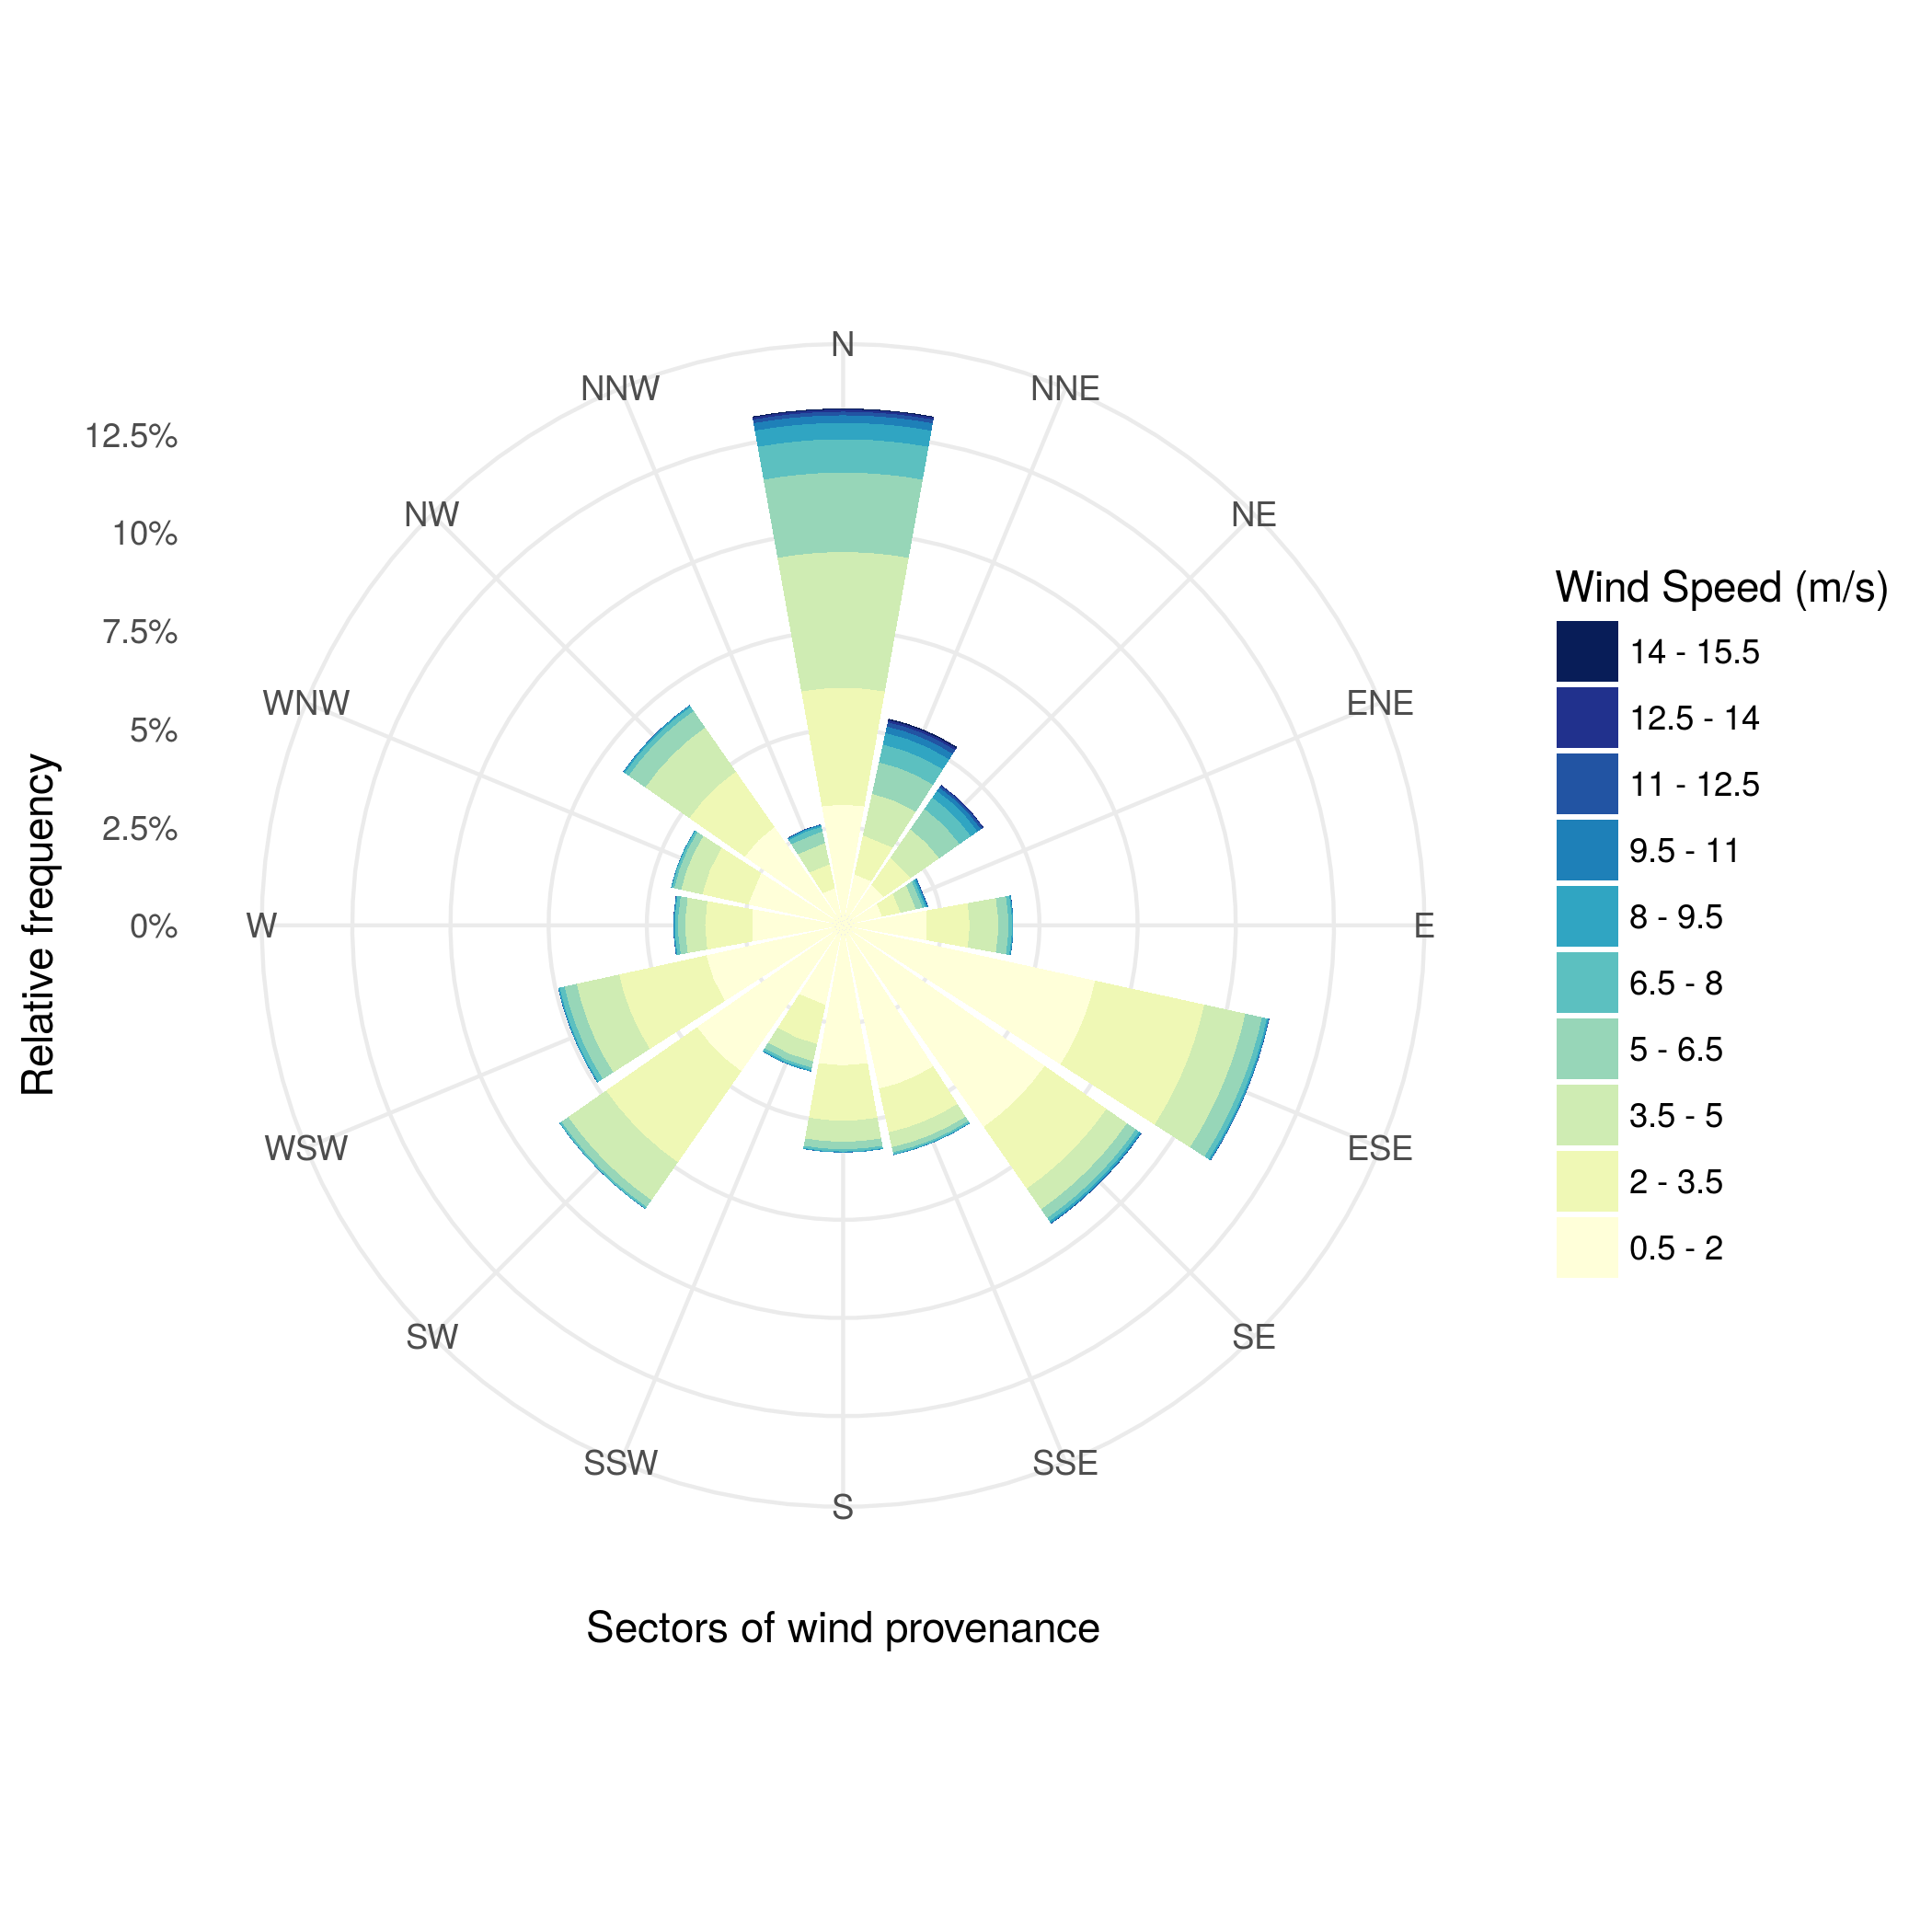 N
NNW
NNE
12.5%
NW
NE
10%
Wind Speed (m/s)
7.5%
14 - 15.5
WNW
ENE
12.5 - 14
5%
11 - 12.5
2.5%
9.5 - 11
Relative frequency
0%
W
E
8 - 9.5
6.5 - 8
5 - 6.5
WSW
ESE
3.5 - 5
2 - 3.5
0.5 - 2
SW
SE
SSW
SSE
S
Sectors of wind provenance